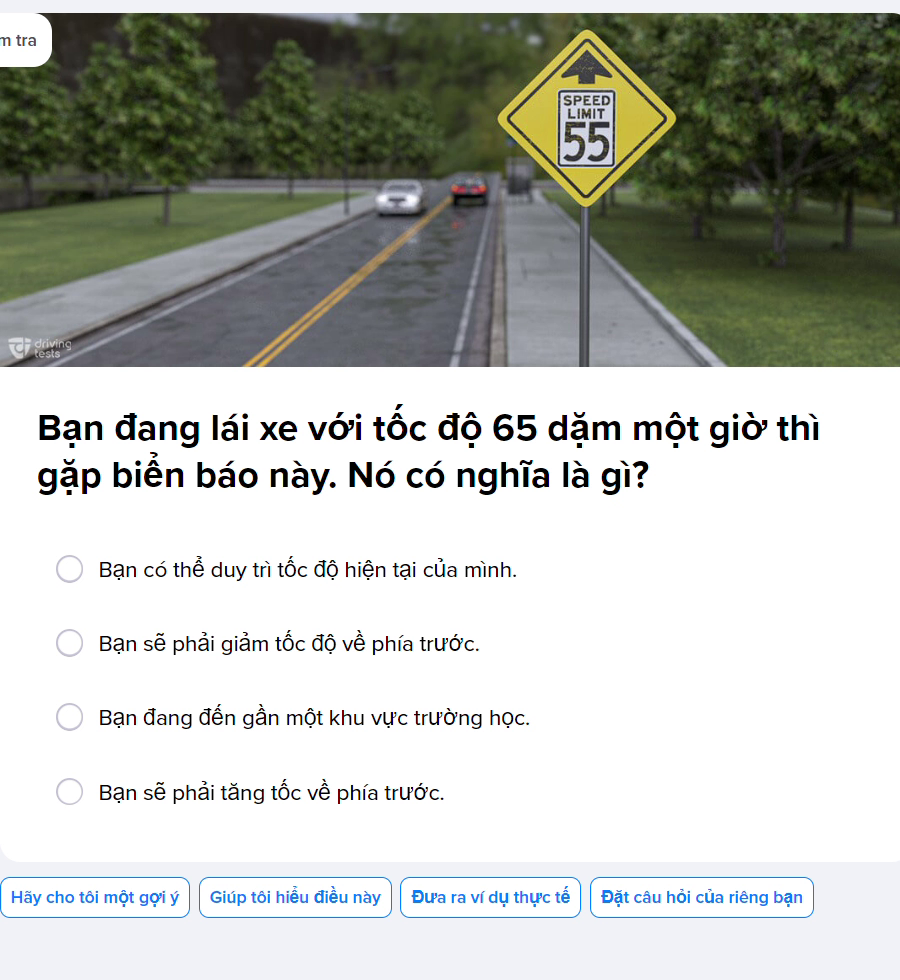 m tra
SPEED
LIMIT
55
driving
tests
Bạn đang lái xe với tốc độ 65 dặm một giờ thì
gặp biển báo này. Nó có nghĩa là gì?
Bạn có thể duy trì tốc độ hiện tại của mình.
Bạn sẽ phải giảm tốc độ về phía trước.
Bạn đang đến gần một khu vực trường học.
Bạn sẽ phải tăng tốc về phía trước.
Hãy cho tôi một gợi ý
Giúp tôi hiểu điều này
Đưa ra ví dụ thực tế
Đặt câu hỏi của riêng bạn